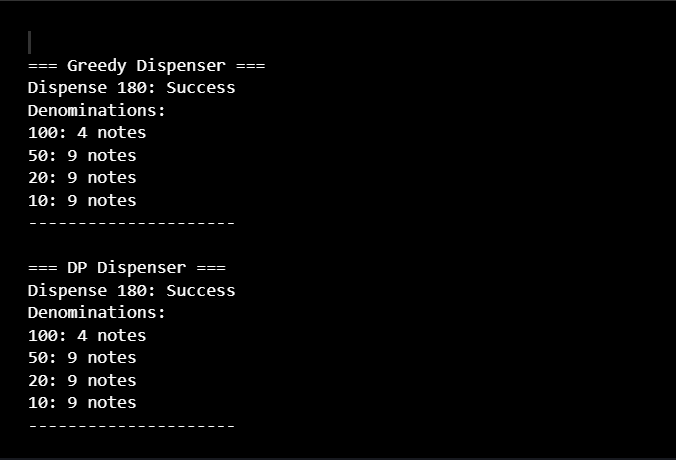 === Greedy Dispenser ===
Dispense 180: Success
Denominations:
100: 4 notes
50: 9 notes
20: 9 notes
10: 9 notes
---------------------
=== DP Dispenser ===
Dispense 180: Success
Denominations:
100: 4 notes
50: 9 notes
20: 9 notes
10: 9 notes
---------------------